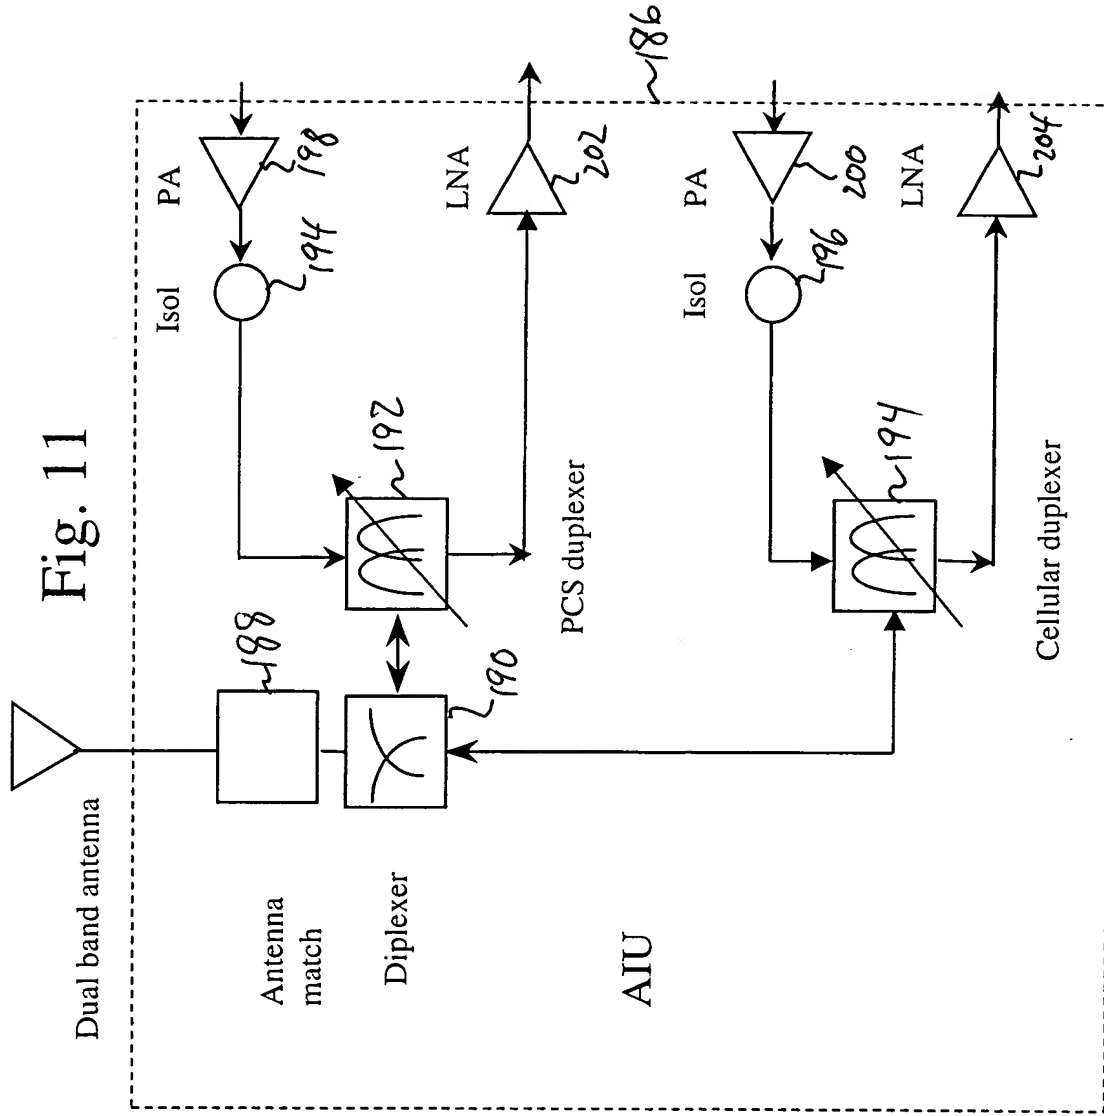 Fig. 11
Dual band antenna
Antenna
match
188
Diplexer
190
AIU
186
PCS duplexer
192
Isol
194
PA
198
LNA
202
Cellular duplexer
194
Isol
196
PA
200
LNA
204